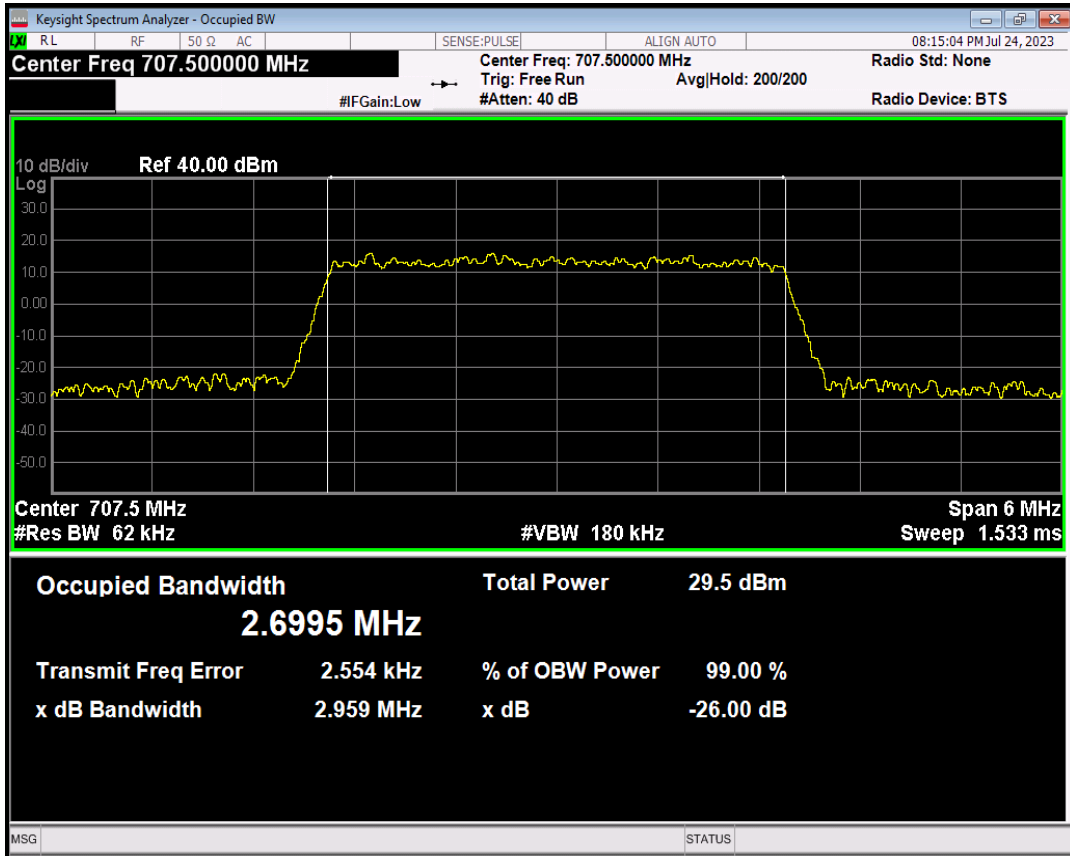 Keysight Spectrum Analyzer - Occupied BW
LXI RL RF 50 Ω AC SENSE:PULSE ALIGN AUTO 08:15:04 PM Jul 24, 2023
Center Freq 707.500000 MHz Center Freq: 707.500000 MHz Radio Std: None
Trig: Free Run Avg|Hold: 200/200
#IFGain:Low #Atten: 40 dB Radio Device: BTS
10 dB/div Ref 40.00 dBm
Log
30.0
20.0
10.0
0.00
-10.0
-20.0
-30.0
-40.0
-50.0
Center 707.5 MHz Span 6 MHz
#Res BW 62 kHz #VBW 180 kHz Sweep 1.533 ms
Occupied Bandwidth Total Power 29.5 dBm
2.6995 MHz
Transmit Freq Error 2.554 kHz % of OBW Power 99.00 %
x dB Bandwidth 2.959 MHz x dB -26.00 dB
MSG STATUS